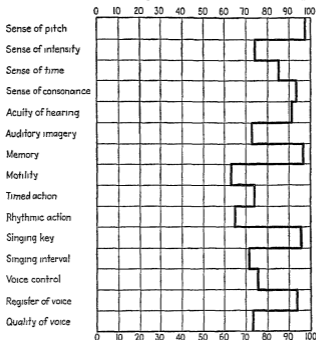 0 10 20 30 40 50 60 70 80 90 100
Sense of pitch
Sense of intensity
Sense of time
Sense of consonance
Acuity of hearing
Auditory imagery
Memory
Motility
Timed action
Rhythmic action
Singing key
Singing interval
Voice control
Register of voice
Quality of voice
0 10 20 30 40 50 60 70 80 90 100